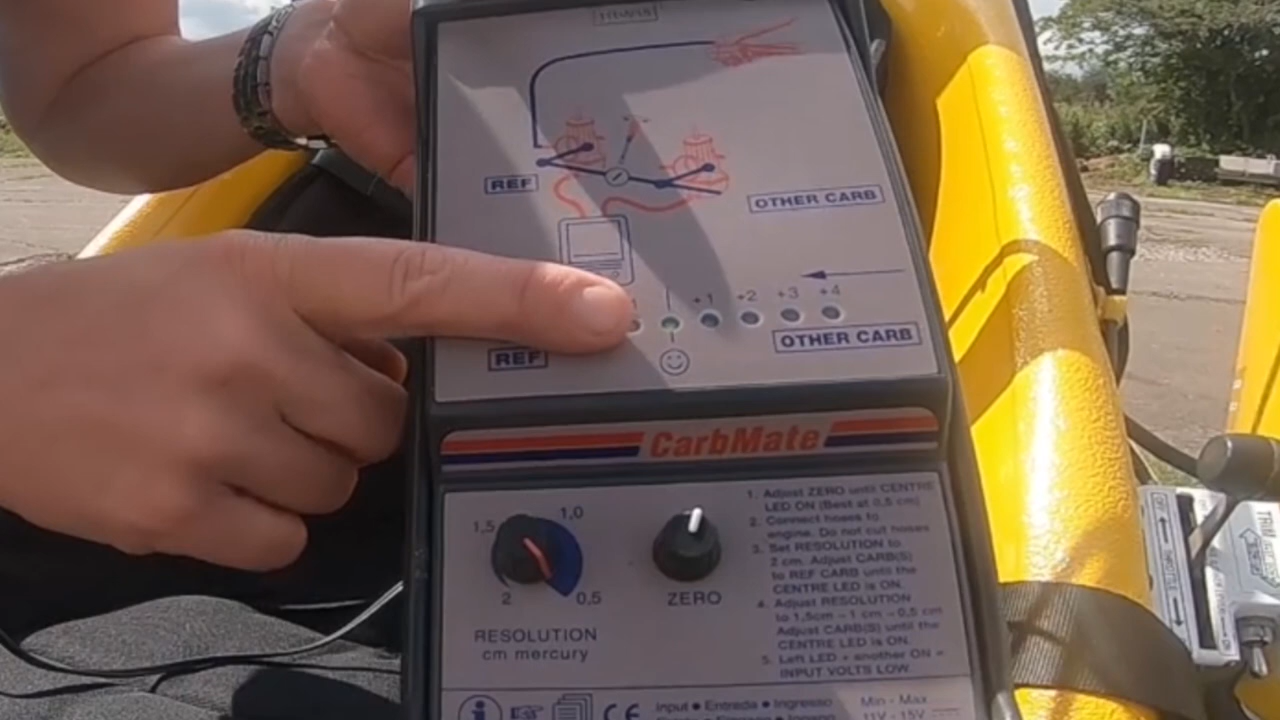 REF
OTHER CARB
+1 +2 +3 +4
REF
OTHER CARB
CarbMate
1,5
1,0
2
0,5
RESOLUTION
cm mercury
ZERO
1. Adjust ZERO until CENTRE
LED ON (Best at 0,5 cm)
2. Connect hoses to
engine. Do not cut hoses
3. Set RESOLUTION to
2 cm. Adjust CARB(S)
to REF CARB until the
CENTRE LED is ON.
4. Adjust RESOLUTION
to 1,5cm - 1 cm - 0,5 cm
Adjust CARB(S) until the
CENTRE LED is ON.
5. Left LED + another ON =
INPUT VOLTS LOW.
i CE
Input • Entrada • Ingresso
Min - Max
11V - 15V
THROTTLE
TRIM